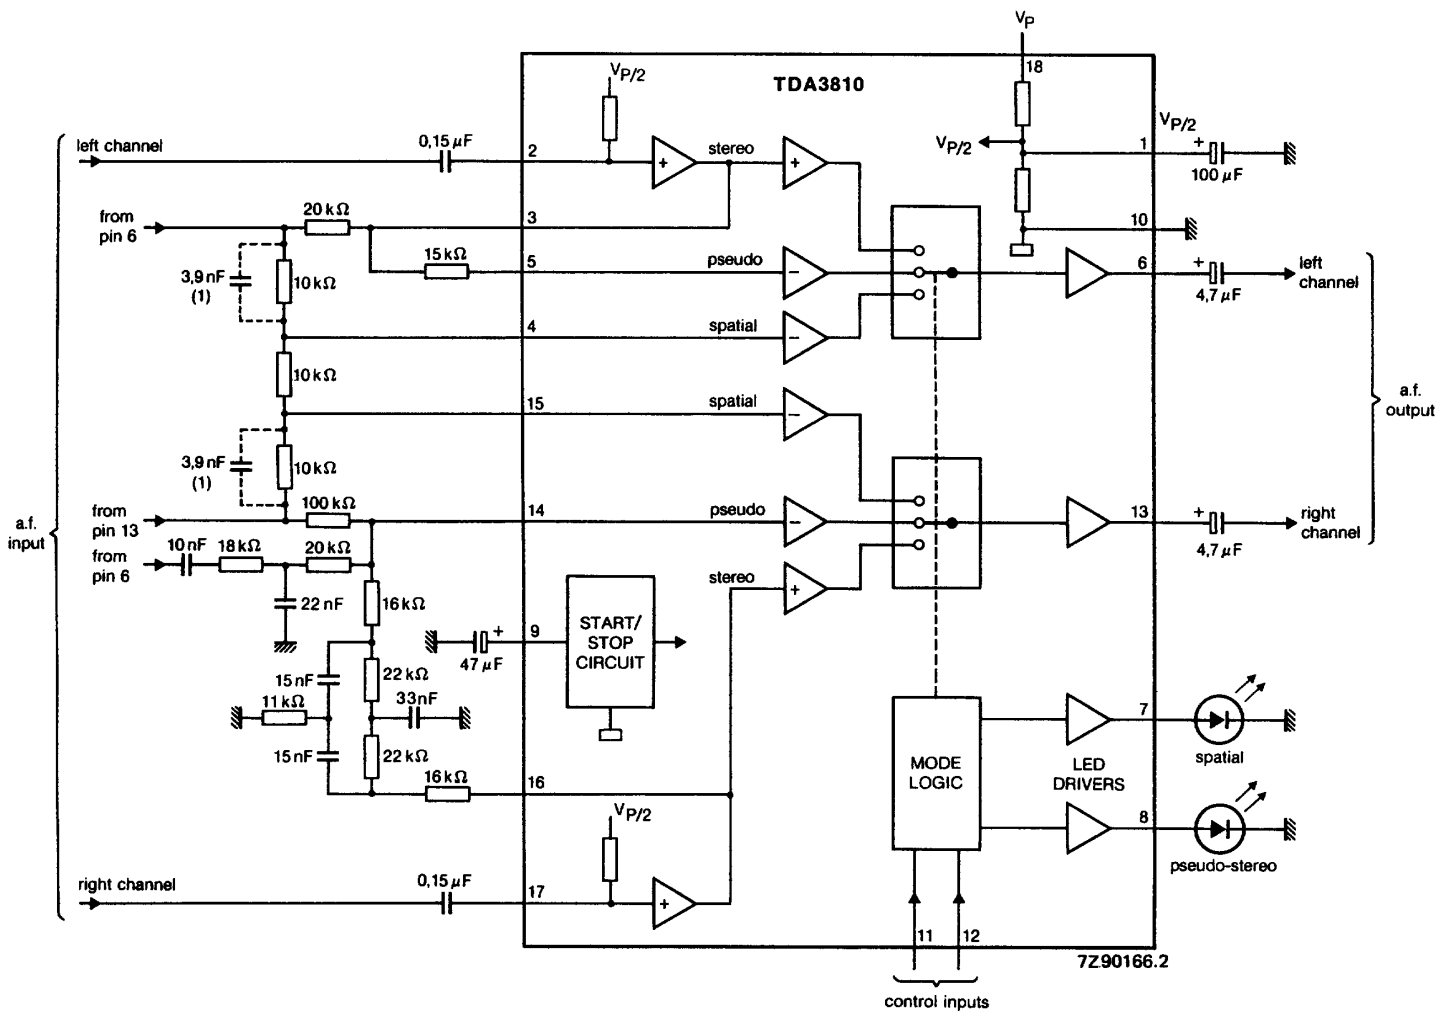 VP
18
TDA3810
VP/2
VP/2
VP/2
left channel
0,15 µF
2
stereo
+
+
1
+
100 µF
from
pin 6
20 kΩ
3
10
15 kΩ
5
pseudo
−
6
+
4,7 µF
left
channel
3,9 nF
(1)
10 kΩ
4
spatial
−
10 kΩ
15
spatial
−
a.f.
output
3,9 nF
(1)
10 kΩ
from
pin 13
100 kΩ
14
pseudo
−
13
+
4,7 µF
right
channel
a.f.
input
from
pin 6
10 nF
18 kΩ
20 kΩ
stereo
+
22 nF
16 kΩ
47 µF
+
9
START/
STOP
CIRCUIT
15 nF
22 kΩ
11 kΩ
33 nF
15 nF
22 kΩ
16 kΩ
16
MODE
LOGIC
LED
DRIVERS
7
spatial
8
pseudo-stereo
VP/2
right channel
0,15 µF
17
+
11
12
7Z90166.2
control inputs